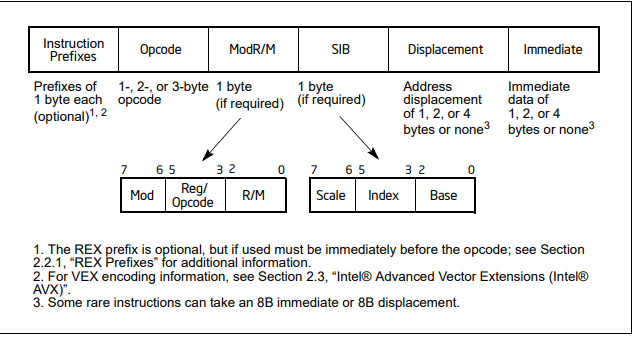 Instruction Prefixes Opcode ModR/M SIB Displacement Immediate
Prefixes of 1-, 2-, or 3-byte 1 byte 1 byte Address Immediate
1 byte each opcode (if required) (if required) displacement data of
(optional)1, 2 of 1, 2, or 4 1, 2, or 4
bytes or none3 bytes or none3
7 6 5 3 2 0 7 6 5 3 2 0
Mod Reg/ Opcode R/M Scale Index Base
1. The REX prefix is optional, but if used must be immediately before the opcode; see Section
2.2.1, “REX Prefixes” for additional information.
2. For VEX encoding information, see Section 2.3, “Intel® Advanced Vector Extensions (Intel®
AVX)”.
3. Some rare instructions can take an 8B immediate or 8B displacement.